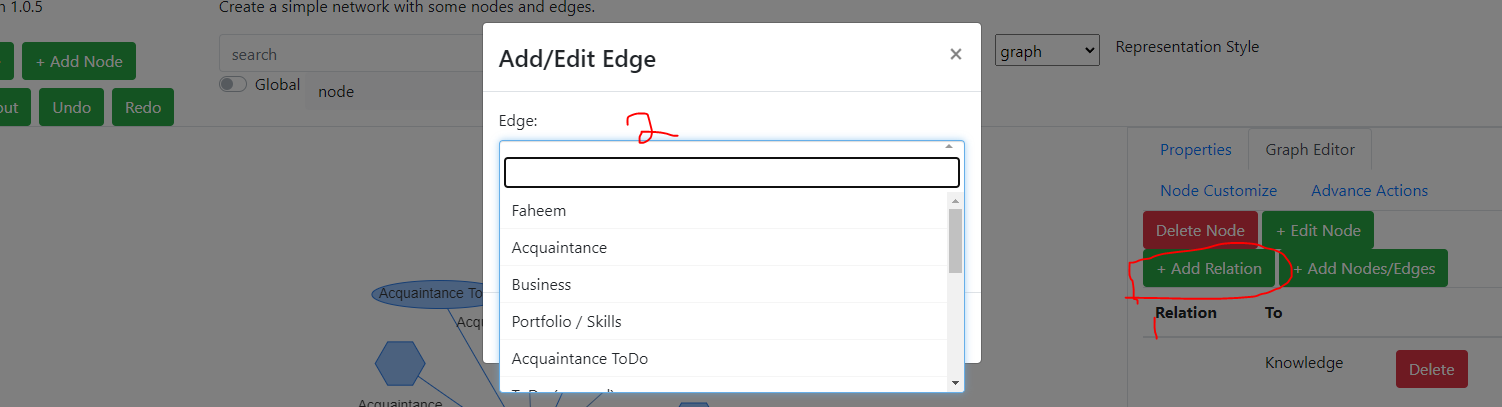 n 1.0.5
Create a simple network with some nodes and edges.
+ Add Node
search
Global
node
out
Undo
Redo
Add/Edit Edge
×
graph
Representation Style
Edge:
2
Faheem
Acquaintance
Business
Portfolio / Skills
Acquaintance ToDo
Properties
Graph Editor
Node Customize
Advance Actions
Delete Node
+ Edit Node
+ Add Relation
+ Add Nodes/Edges
1
Relation
To
Knowledge
Delete
Acquaintance To
Acqu
Acquaintance